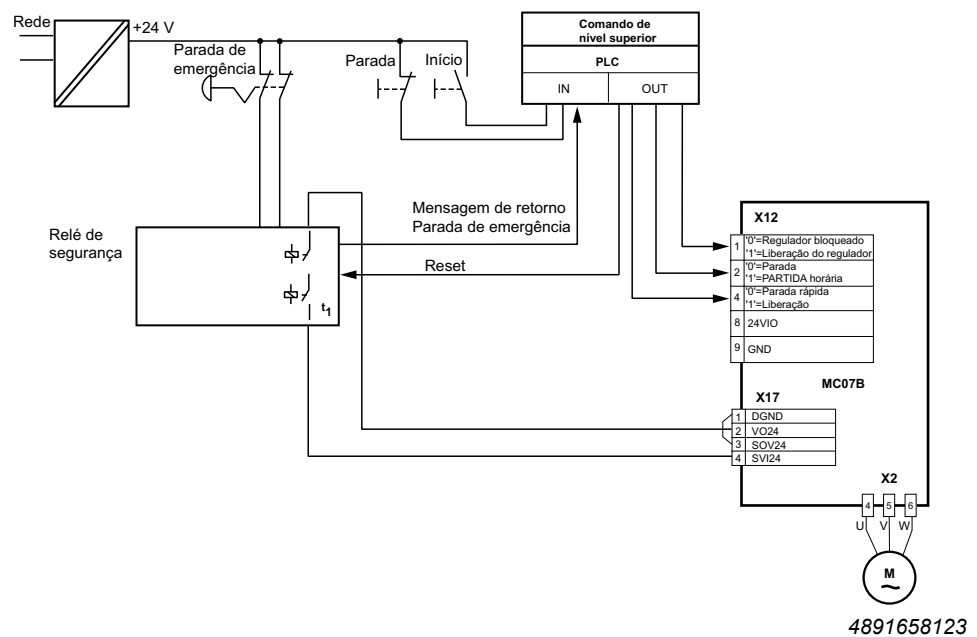 Rede
+24 V
Parada de
emergência
Parada
Início
Comando de
nível superior
PLC
IN
OUT
Mensagem de retorno
Parada de emergência
Reset
Relé de
segurança
t1
X12
1 '0'=Regulador bloqueado
'1'=Liberação do regulador
2 '0'=Parada
'1'=PARTIDA horária
4 '0'=Parada rápida
'1'=Liberação
8 24VIO
9 GND
MC07B
X17
1 DGND
2 VO24
3 SOV24
4 SVI24
X2
4 5 6
U V W
M
4891658123